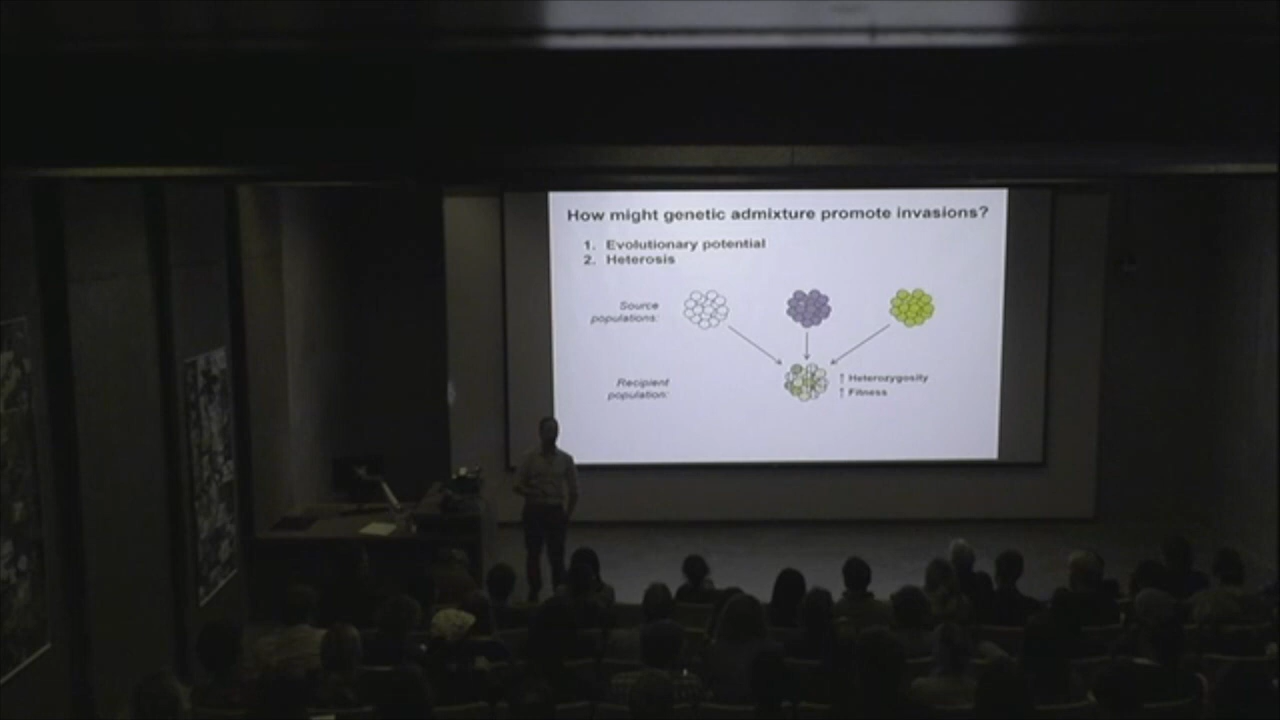 How might genetic admixture promote invasions?
1. Evolutionary potential
2. Heterosis
Source
populations:
Recipient
population:
↑ Heterozygosity
↑ Fitness